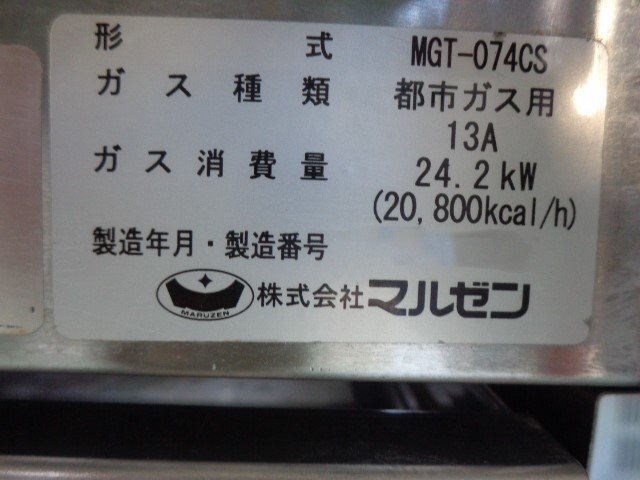 形式 MGT-074CS
ガス種類 都市ガス用
13A
ガス消費量 24.2kW
(20,800kcal/h)
製造年月・製造番号
MARUZEN 株式会社マルゼン